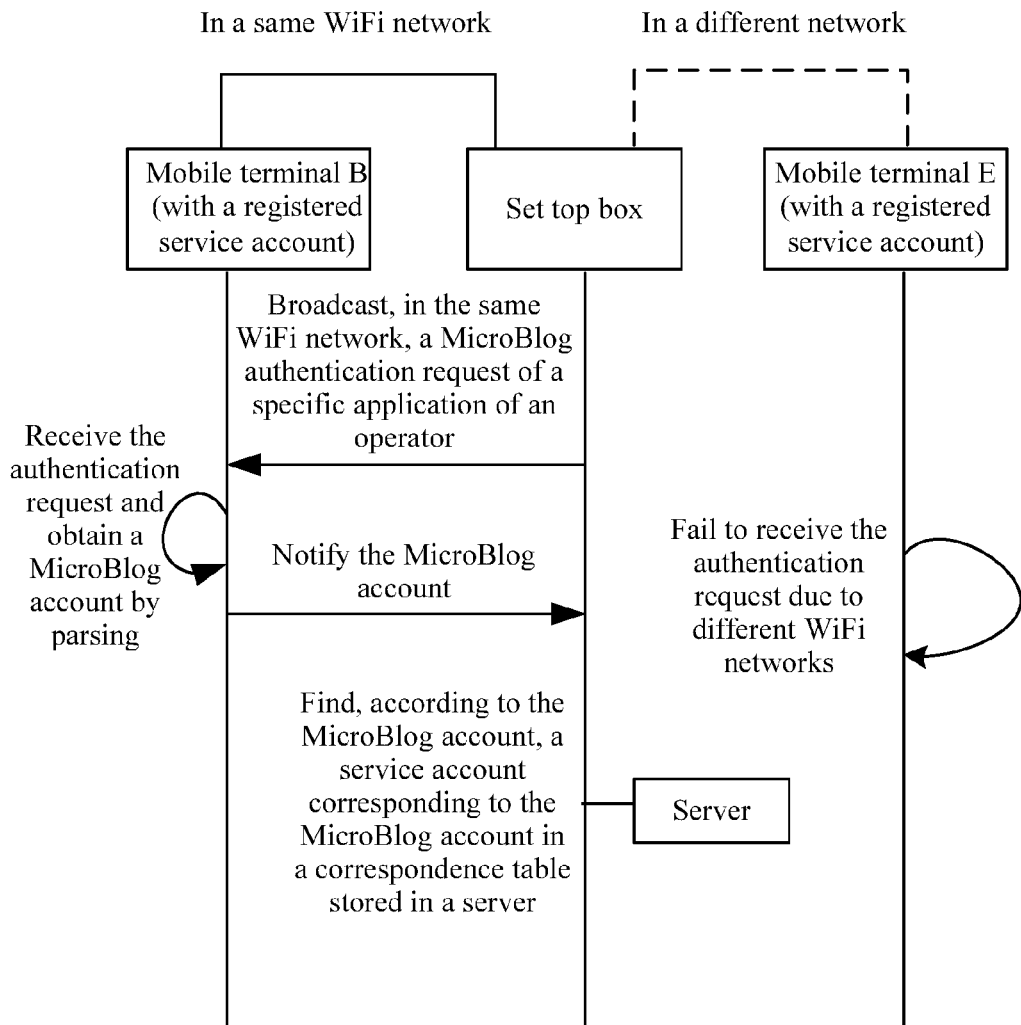 In a same WiFi network
In a different network
Mobile terminal B
(with a registered
service account)
Set top box
Mobile terminal E
(with a registered
service account)
Broadcast, in the same
WiFi network, a MicroBlog
authentication request of a
specific application of an
operator
Receive the
authentication
request and
obtain a
MicroBlog
account by
parsing
Notify the MicroBlog
account
Fail to receive the
authentication
request due to
different WiFi
networks
Find, according to the
MicroBlog account, a
service account
corresponding to the
MicroBlog account in
a correspondence table
stored in a server
Server